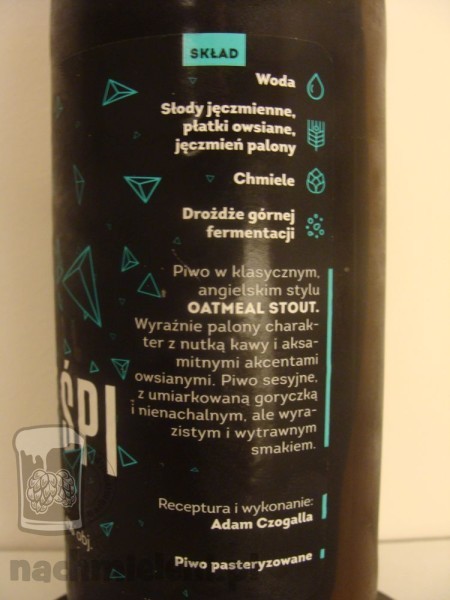 SKŁAD
Woda
Słody jęczmienne,
płatki owsiane,
jęczmień palony
Chmiele
Drożdże górnej
fermentacji
Piwo w klasycznym,
angielskim stylu
OATMEAL STOUT.
Wyraźnie palony charak-
ter z nutką kawy i aksa-
mitnymi akcentami
owsianymi. Piwo sesyjne,
z umiarkowaną goryczką
i nienachalnym, ale wyra-
zistym i wytrawnym
smakiem.
ŚPI
Receptura i wykonanie:
Adam Czogalla
obj.
Piwo pasteryzowane